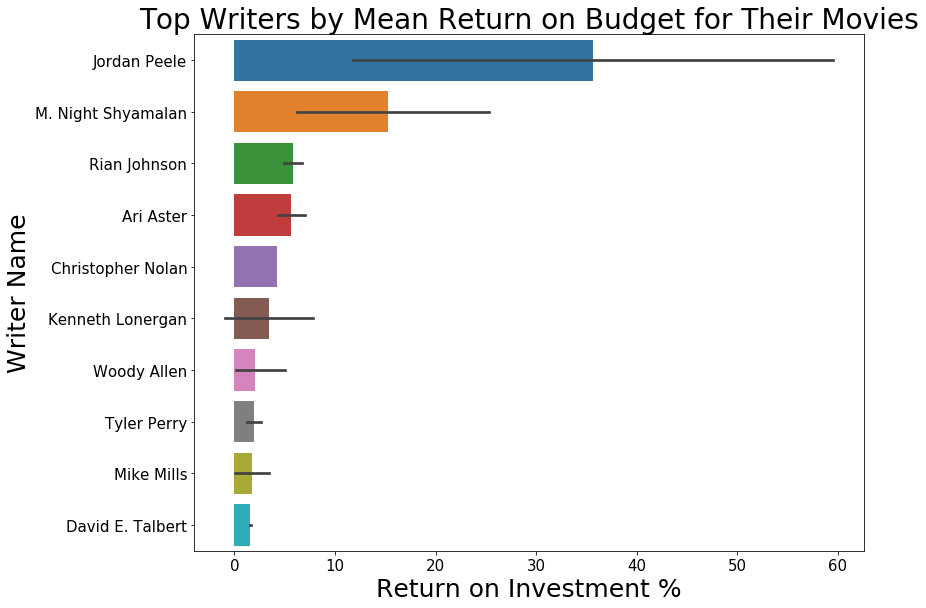 Top Writers by Mean Return on Budget for Their Movies
Writer Name
Jordan Peele
M. Night Shyamalan
Rian Johnson
Ari Aster
Christopher Nolan
Kenneth Lonergan
Woody Allen
Tyler Perry
Mike Mills
David E. Talbert
0 10 20 30 40 50 60
Return on Investment %